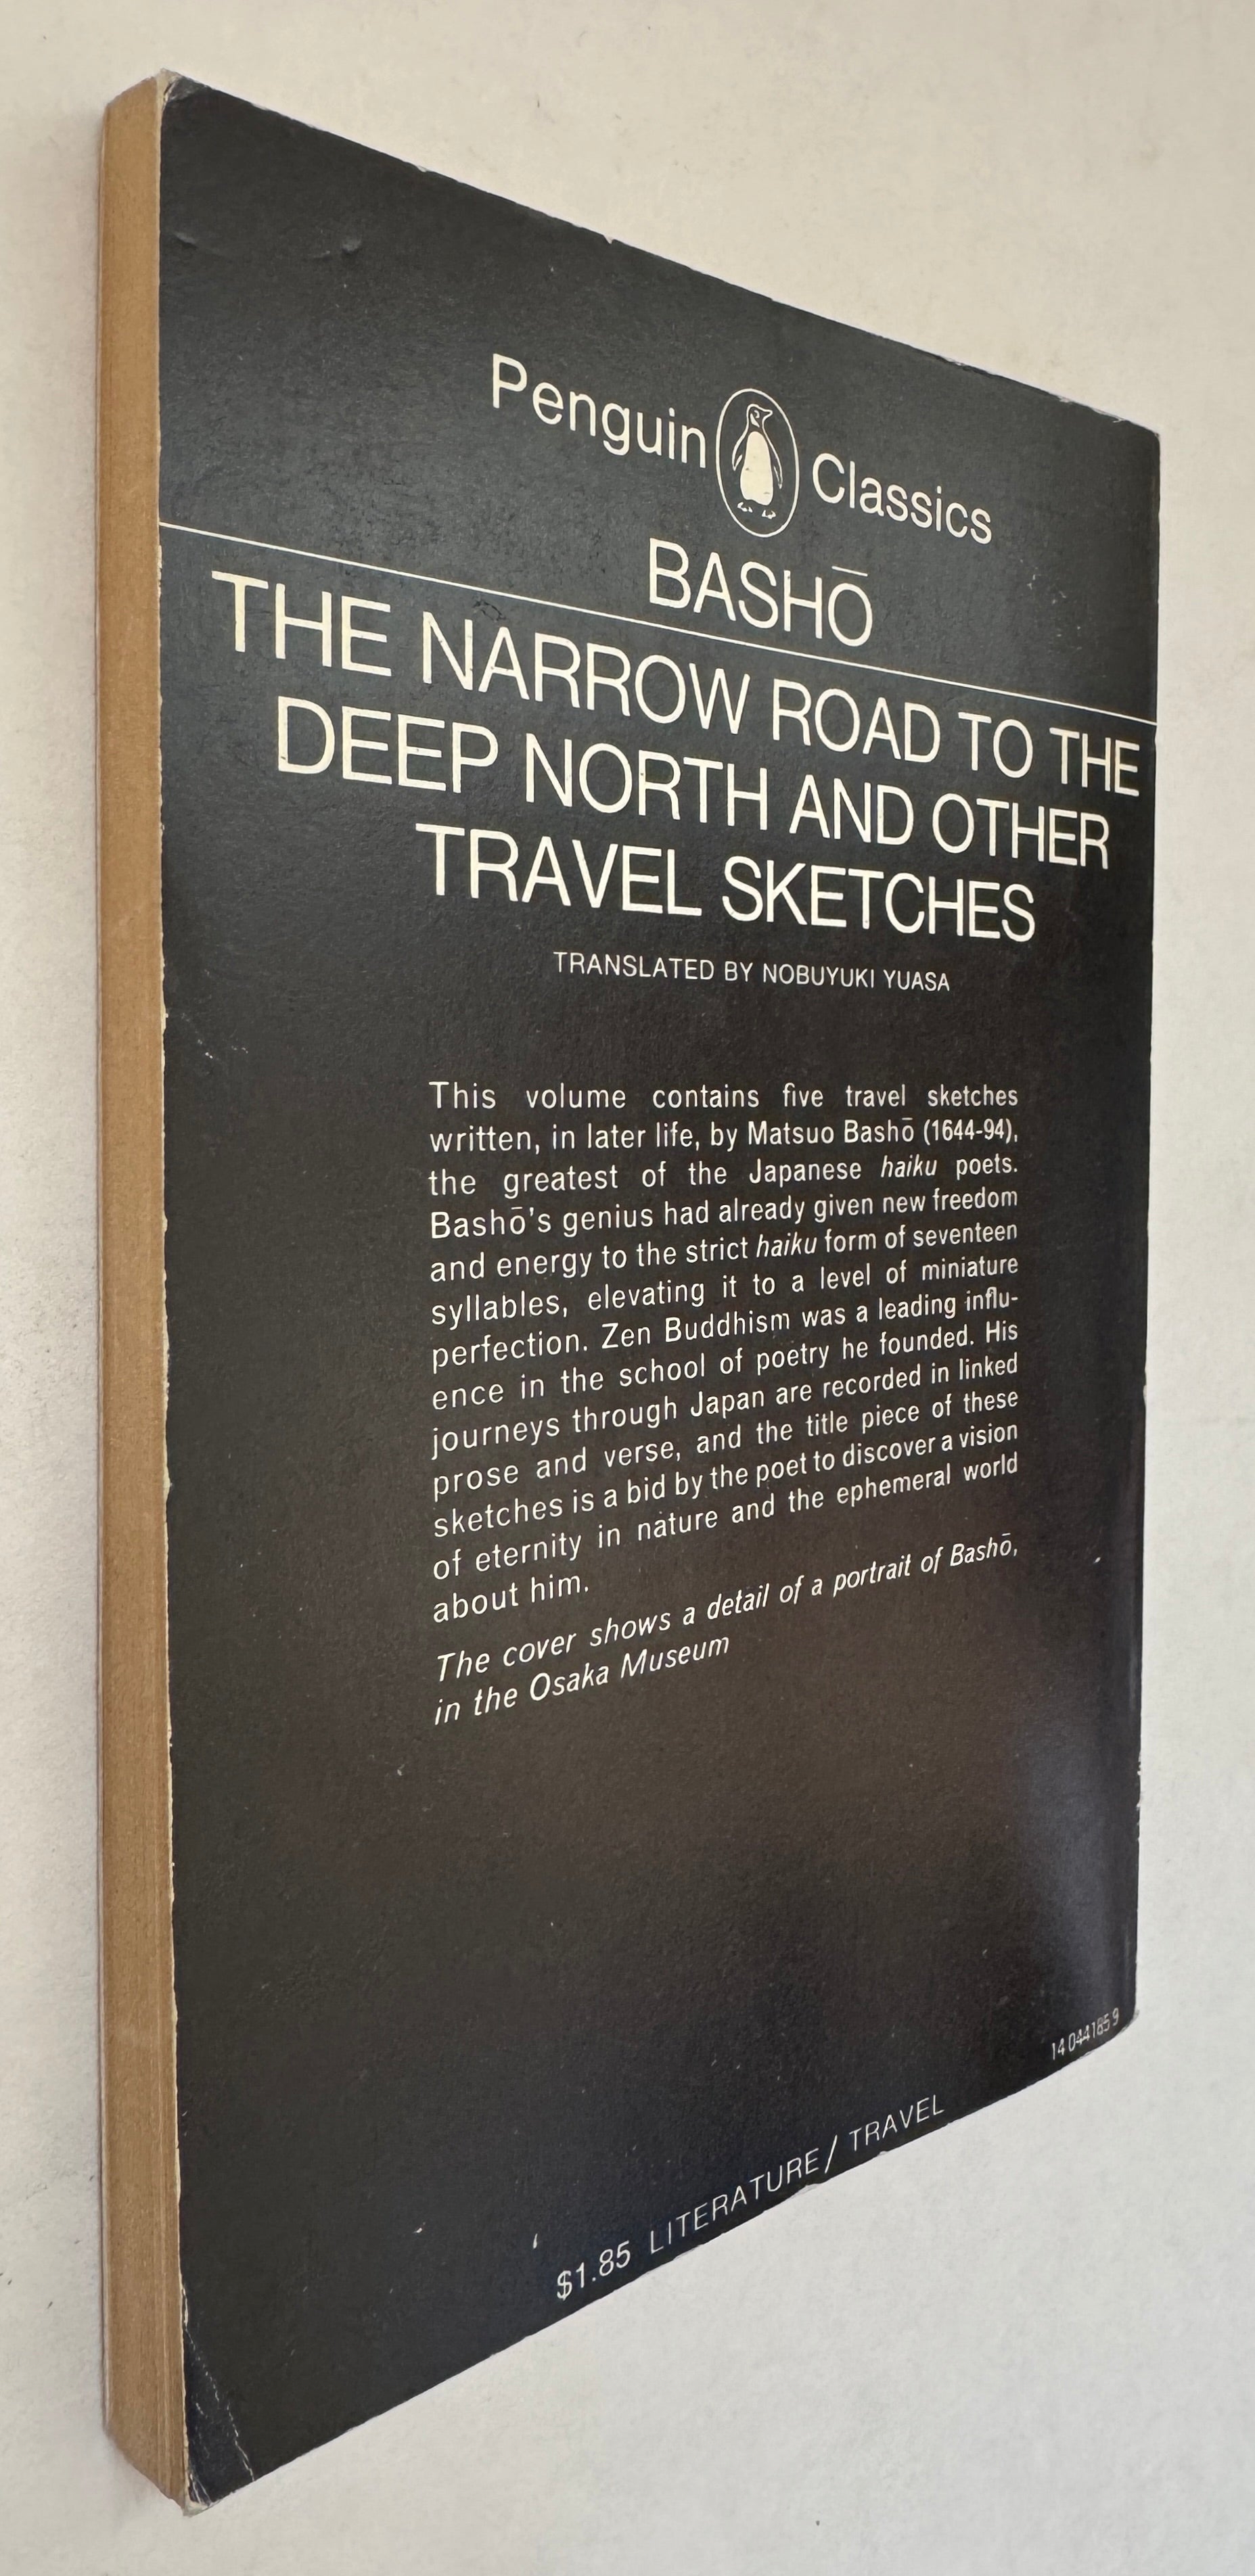 Penguin Classics
BASHŌ
THE NARROW ROAD TO THE
DEEP NORTH AND OTHER
TRAVEL SKETCHES
TRANSLATED BY NOBUYUKI YUASA
This volume contains five travel sketches
written, in later life, by Matsuo Bashō (1644-94),
the greatest of the Japanese haiku poets.
Bashō's genius had already given new freedom
and energy to the strict haiku form of seventeen
syllables, elevating it to a level of miniature
perfection. Zen Buddhism was a leading influ-
ence in the school of poetry he founded. His
journeys through Japan are recorded in linked
prose and verse, and the title piece of these
sketches is a bid by the poet to discover a vision
of eternity in nature and the ephemeral world
about him.
The cover shows a detail of a portrait of Bashō,
in the Osaka Museum
14 044185 9
$1.85 LITERATURE / TRAVEL